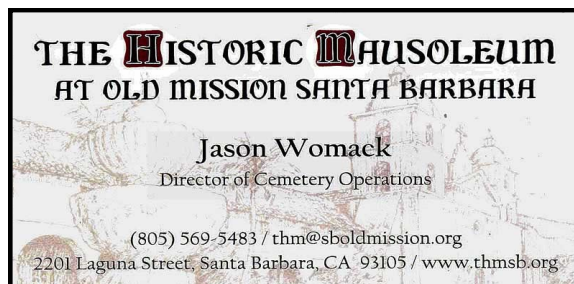 THE HISTORIC MAUSOLEUM
AT OLD MISSION SANTA BARBARA
Jason Womack
Director of Cemetery Operations
(805) 569-5483 / thm@sboldmission.org
2201 Laguna Street, Santa Barbara, CA 93105 / www.thmsb.org